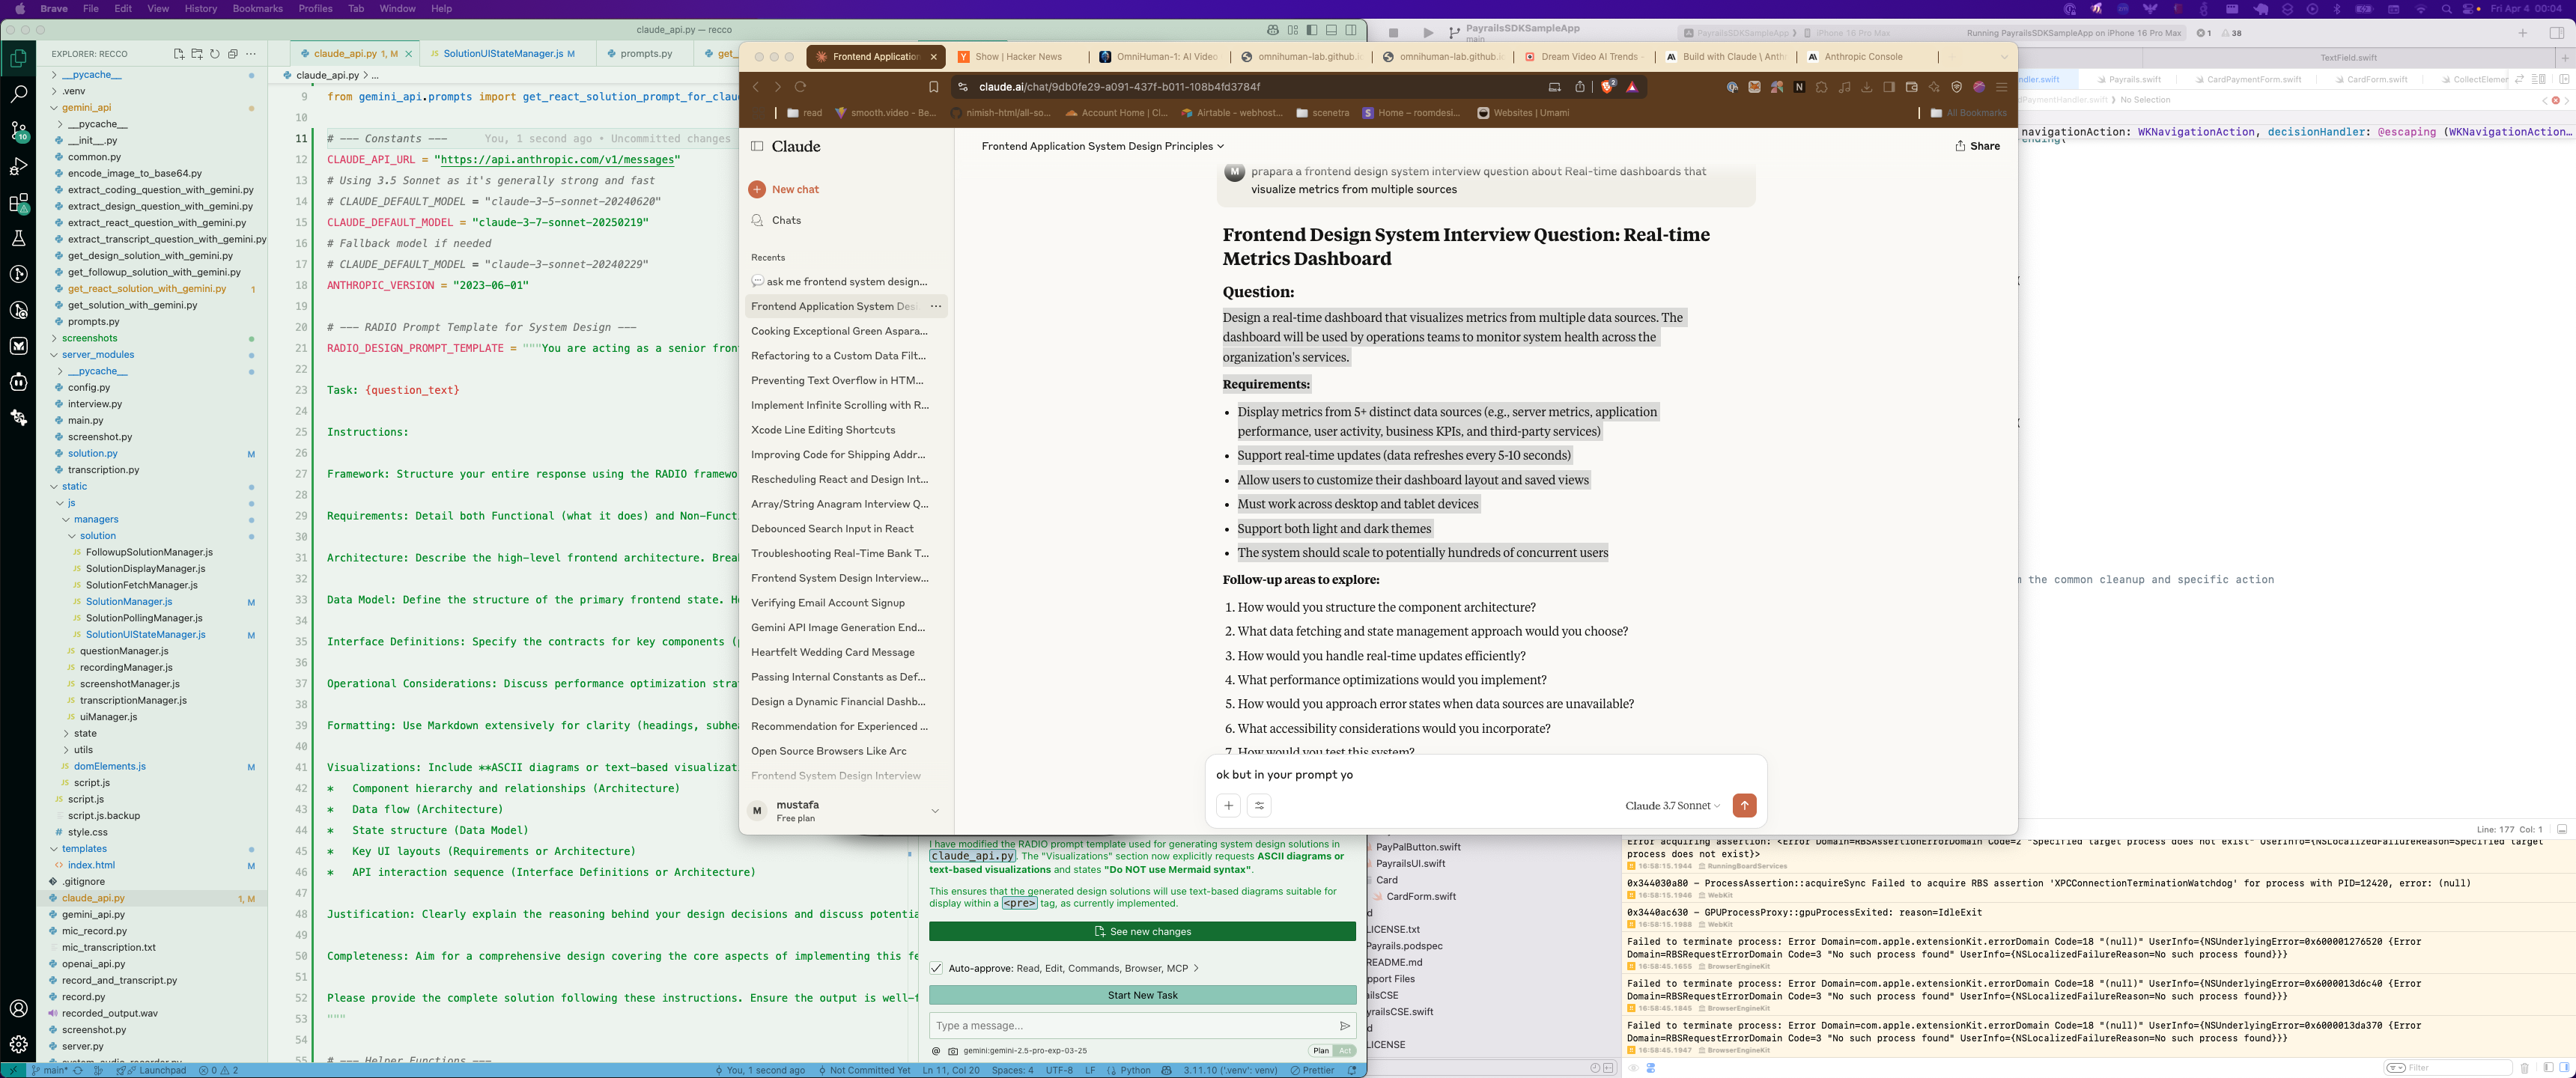 Brave File Edit View History Bookmarks Profiles Tab Window Help
Fri Apr 4 00:04
claude_api.py — recco
EXPLORER: RECCO
__pycache__
.venv
gemini_api
__pycache__
__init__.py
common.py
encode_image_to_base64.py
extract_coding_question_with_gemini.py
extract_design_question_with_gemini.py
extract_react_question_with_gemini.py
extract_transcript_question_with_gemini.py
get_design_solution_with_gemini.py
get_followup_solution_with_gemini.py
get_react_solution_with_gemini.py 1
get_solution_with_gemini.py
prompts.py
screenshots
server_modules
__pycache__
config.py
interview.py
main.py
screenshot.py
solution.py M
transcription.py
static
js
managers
solution
FollowupSolutionManager.js
SolutionDisplayManager.js
SolutionFetchManager.js
SolutionManager.js M
SolutionPollingManager.js
SolutionUIStateManager.js M
questionManager.js
recordingManager.js
screenshotManager.js
transcriptionManager.js
uiManager.js
state
utils
domElements.js M
script.js
script.js
script.js.backup
style.css
templates
index.html M
.gitignore
claude_api.py 1, M
gemini_api.py
mic_record.py
mic_transcription.txt
openai_api.py
record_and_transcript.py
record.py
recorded_output.wav
screenshot.py
server.py
claude_api.py 1, M
SolutionUIStateManager.js M
prompts.py
get_
claude_api.py > ...
9 from gemini_api.prompts import get_react_solution_prompt_for_clau
10
11 # --- Constants --- You, 1 second ago • Uncommitted changes
12 CLAUDE_API_URL = "https://api.anthropic.com/v1/messages"
13 # Using 3.5 Sonnet as it's generally strong and fast
14 # CLAUDE_DEFAULT_MODEL = "claude-3-5-sonnet-20240620"
15 CLAUDE_DEFAULT_MODEL = "claude-3-7-sonnet-20250219"
16 # Fallback model if needed
17 # CLAUDE_DEFAULT_MODEL = "claude-3-sonnet-20240229"
18 ANTHROPIC_VERSION = "2023-06-01"
19
20 # --- RADIO Prompt Template for System Design ---
21 RADIO_DESIGN_PROMPT_TEMPLATE = """You are acting as a senior fron
22
23 Task: {question_text}
24
25 Instructions:
26
27 Framework: Structure your entire response using the RADIO framewo
28
29 Requirements: Detail both Functional (what it does) and Non-Funct
30
31 Architecture: Describe the high-level frontend architecture. Brea
32
33 Data Model: Define the structure of the primary frontend state. H
34
35 Interface Definitions: Specify the contracts for key components (
36
37 Operational Considerations: Discuss performance optimization stra
38
39 Formatting: Use Markdown extensively for clarity (headings, subhe
40
41 Visualizations: Include **ASCII diagrams or text-based visualizat
42 * Component hierarchy and relationships (Architecture)
43 * Data flow (Architecture)
44 * State structure (Data Model)
45 * Key UI layouts (Requirements or Architecture)
46 * API interaction sequence (Interface Definitions or Architecture)
47
48 Justification: Clearly explain the reasoning behind your design decisions and discuss potentia
49
50 Completeness: Aim for a comprehensive design covering the core aspects of implementing this fe
51
52 Please provide the complete solution following these instructions. Ensure the output is well-f
53 """
54
55 # --- Helper Functions ---
main* Launchpad 0 2 You, 1 second ago Not Committed Yet Ln 11, Col 20 Spaces: 4 UTF-8 LF Python 3.11.10 ('.venv': venv) Prettier
Frontend Application
Show | Hacker News
OmniHuman-1: AI Video
omnihuman-lab.github.i
omnihuman-lab.github.i
Dream Video AI Trends
Build with Claude \ Anth
Anthropic Console
claude.ai/chat/9db0fe29-a091-437f-b011-108b4fd3784f
read
smooth.video - Be...
nimish-html/all-so...
Account Home | Cl...
Airtable - webhost...
scenetra
Home – roomdesi...
Websites | Umami
All Bookmarks
Claude
New chat
Chats
Recents
ask me frontend system design...
Frontend Application System Desi
Cooking Exceptional Green Aspara...
Refactoring to a Custom Data Filt...
Preventing Text Overflow in HTM...
Implement Infinite Scrolling with R...
Xcode Line Editing Shortcuts
Improving Code for Shipping Addr...
Rescheduling React and Design Int...
Array/String Anagram Interview Q...
Debounced Search Input in React
Troubleshooting Real-Time Bank T...
Frontend System Design Interview...
Verifying Email Account Signup
Gemini API Image Generation End...
Heartfelt Wedding Card Message
Passing Internal Constants as Def...
Design a Dynamic Financial Dashb...
Recommendation for Experienced ...
Open Source Browsers Like Arc
Frontend System Design Interview
M mustafa
Free plan
Frontend Application System Design Principles
Share
M prapara a frontend design system interview question about Real-time dashboards that
visualize metrics from multiple sources
Frontend Design System Interview Question: Real-time
Metrics Dashboard
Question:
Design a real-time dashboard that visualizes metrics from multiple data sources. The
dashboard will be used by operations teams to monitor system health across the
organization's services.
Requirements:
• Display metrics from 5+ distinct data sources (e.g., server metrics, application
performance, user activity, business KPIs, and third-party services)
• Support real-time updates (data refreshes every 5-10 seconds)
• Allow users to customize their dashboard layout and saved views
• Must work across desktop and tablet devices
• Support both light and dark themes
• The system should scale to potentially hundreds of concurrent users
Follow-up areas to explore:
1. How would you structure the component architecture?
2. What data fetching and state management approach would you choose?
3. How would you handle real-time updates efficiently?
4. What performance optimizations would you implement?
5. How would you approach error states when data sources are unavailable?
6. What accessibility considerations would you incorporate?
7. How would you test this system?
ok but in your prompt yo
Claude 3.7 Sonnet
I have modified the RADIO prompt template used for generating system design solutions in
claude_api.py. The "Visualizations" section now explicitly requests ASCII diagrams or
text-based visualizations and states "Do NOT use Mermaid syntax".
This ensures that the generated design solutions will use text-based diagrams suitable for
display within a <pre> tag, as currently implemented.
See new changes
Auto-approve: Read, Edit, Commands, Browser, MCP >
Start New Task
Type a message...
gemini:gemini-2.5-pro-exp-03-25
Plan Act
PayrailsSDKSampleApp
main
PayrailsSDKSampleApp iPhone 16 Pro Max
Running PayrailsSDKSampleApp on iPhone 16 Pro Max
1 38
TextField.swift
ndler.swift
Payrails.swift
CardPaymentForm.swift
CardForm.swift
CollectElemer
dPaymentHandler.swift > No Selection
navigationAction: WKNavigationAction, decisionHandler: @escaping (WKNavigationAction...
m the common cleanup and specific action
Line: 177 Col: 1
PayPalButton.swift
PayrailsUI.swift
Card
CardForm.swift
d
ICENSE.txt
Payrails.podspec
README.md
pport Files
ailsCSE
yrailsCSE.swift
d
ICENSE
Error acquiring assertion: <Error Domain=RBSAssertionErrorDomain Code=2 "Specified target process does not exist" UserInfo={NSLocalizedFailureReason=Specified target
process does not exist}>
16:58:15.1944 RunningBoardServices
0x344030a80 - ProcessAssertion::acquireSync Failed to acquire RBS assertion 'XPCConnectionTerminationWatchdog' for process with PID=12420, error: (null)
16:58:15.1946 WebKit
0x3440ac630 - GPUProcessProxy::gpuProcessExited: reason=IdleExit
16:58:15.1988 WebKit
Failed to terminate process: Error Domain=com.apple.extensionKit.errorDomain Code=18 "(null)" UserInfo={NSUnderlyingError=0x600001276520 {Error
Domain=RBSRequestErrorDomain Code=3 "No such process found" UserInfo={NSLocalizedFailureReason=No such process found}}}
16:58:45.1655 BrowserEngineKit
Failed to terminate process: Error Domain=com.apple.extensionKit.errorDomain Code=18 "(null)" UserInfo={NSUnderlyingError=0x6000013d6c40 {Error
Domain=RBSRequestErrorDomain Code=3 "No such process found" UserInfo={NSLocalizedFailureReason=No such process found}}}
16:58:45.1845 BrowserEngineKit
Failed to terminate process: Error Domain=com.apple.extensionKit.errorDomain Code=18 "(null)" UserInfo={NSUnderlyingError=0x6000013da370 {Error
Domain=RBSRequestErrorDomain Code=3 "No such process found" UserInfo={NSLocalizedFailureReason=No such process found}}}
16:58:45.1947 BrowserEngineKit
Filter